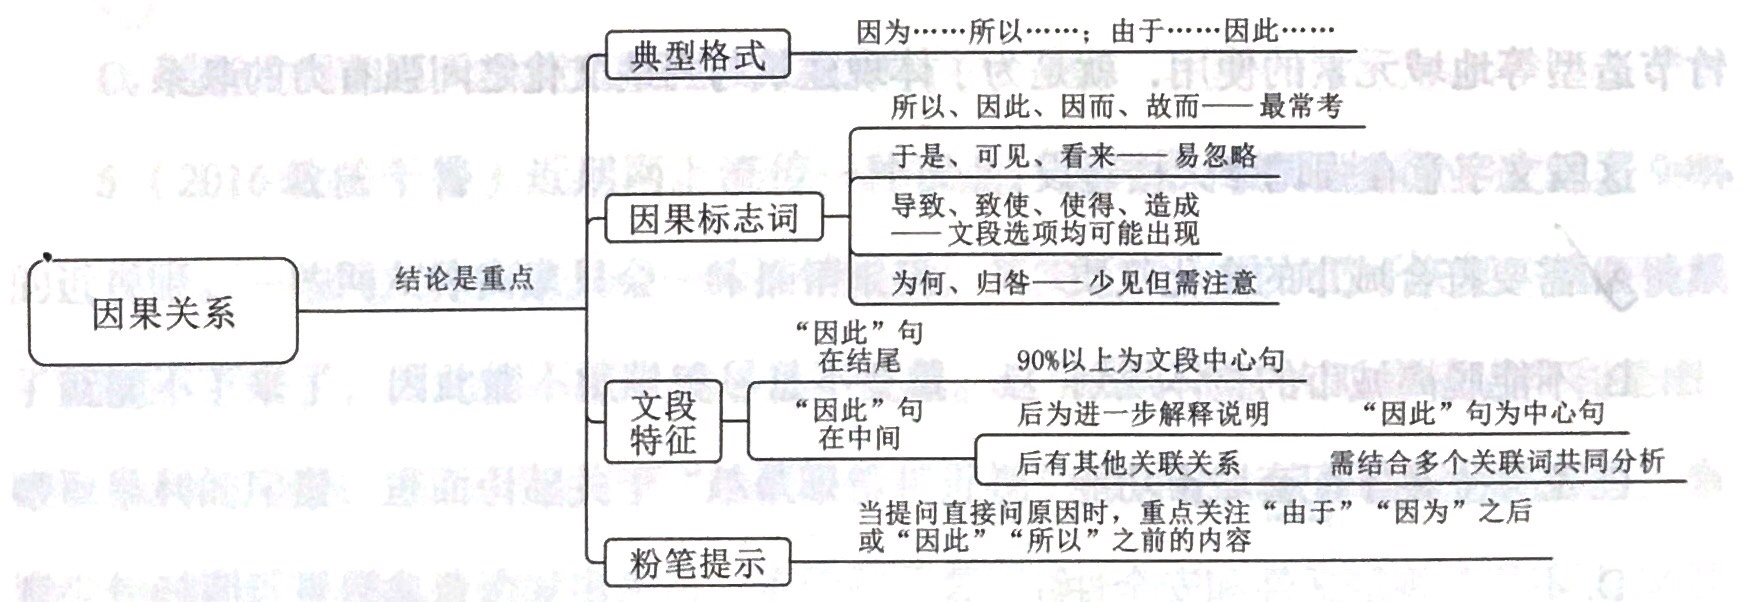 因果关系
结论是重点
典型格式
因为……所以……；由于……因此……
因果标志词
所以、因此、因而、故而——最常考
于是、可见、看来——易忽略
导致、致使、使得、造成
——文段选项均可能出现
为何、归咎——少见但需注意
文段
特征
“因此”句
在结尾
90%以上为文段中心句
“因此”句
在中间
后为进一步解释说明 “因此”句为中心句
后有其他关联关系 需结合多个关联词共同分析
粉笔提示
当提问直接问原因时，重点关注“由于”“因为”之后
或“因此”“所以”之前的内容